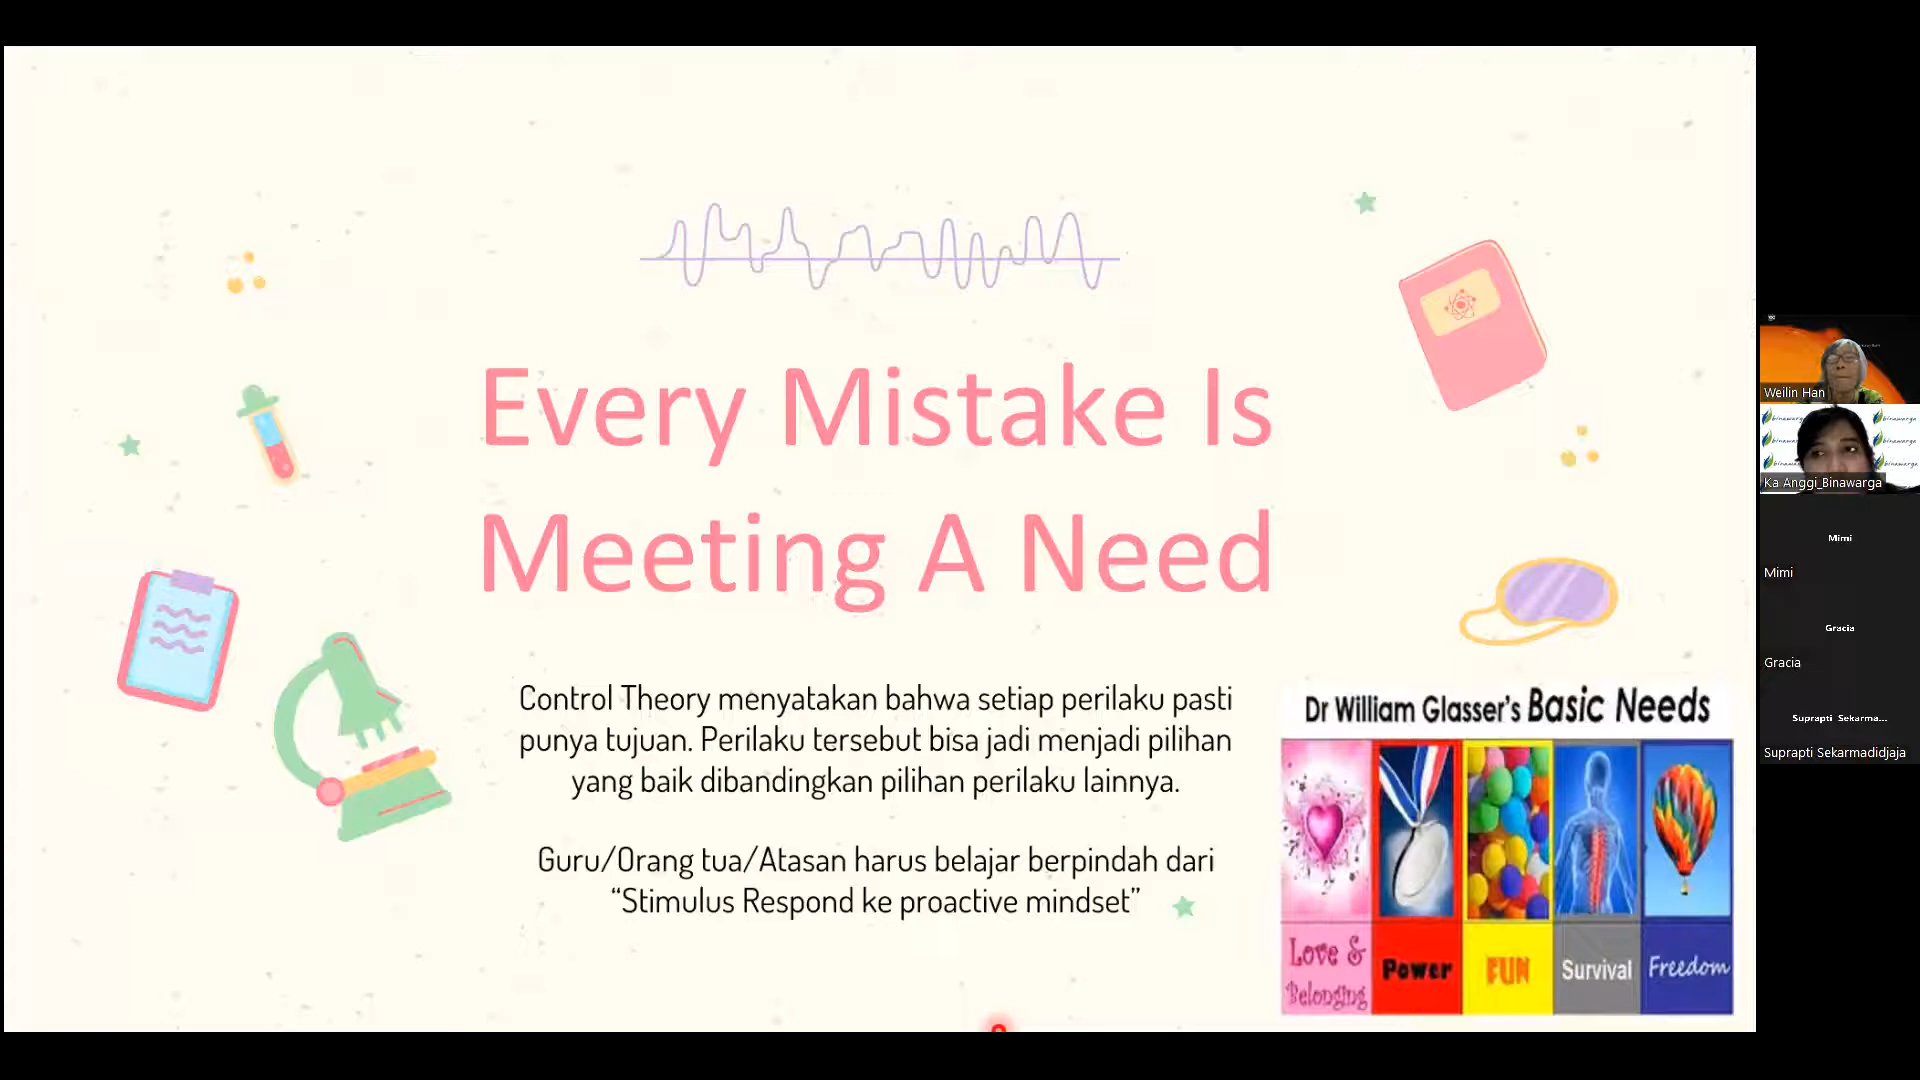 Every Mistake Is
Meeting A Need
Control Theory menyatakan bahwa setiap perilaku pasti
punya tujuan. Perilaku tersebut bisa jadi menjadi pilihan
yang baik dibandingkan pilihan perilaku lainnya.
Guru/Orang tua/Atasan harus belajar berpindah dari
“Stimulus Respond ke proactive mindset”
Dr William Glasser's Basic Needs
Love &
Belonging
Power
FUN
Survival
Freedom
Weilin Han
binawarga
binawarga
binawarga
Ka Anggi_Binawarga
Mimi
Mimi
Gracia
Gracia
Suprapti Sekarma...
Suprapti Sekarmadidjaja